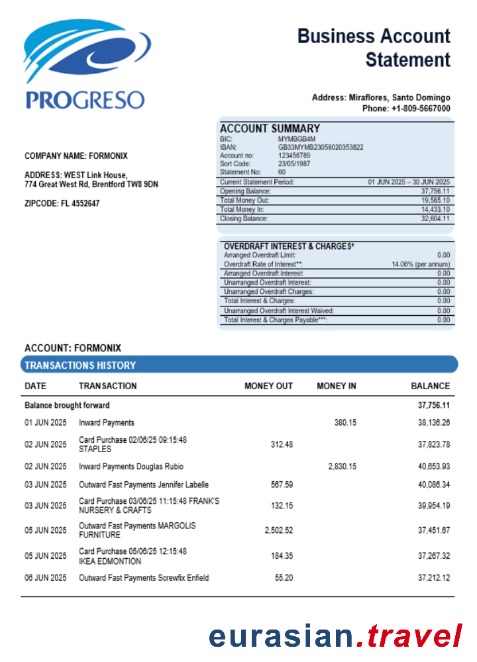 PROGRESO
Business Account
Statement
Address: Miraflores, Santo Domingo
Phone: +1-809-5667000
COMPANY NAME: FORMONIX
ADDRESS: WEST Link House,
774 Great West Rd, Brentford TW8 9DN
ZIPCODE: FL 4552647
ACCOUNT SUMMARY
BIC: MYMBGB4M
IBAN: GB33MYMB23058020353822
Account no: 123456789
Sort Code: 23/05/1987
Statement No: 60
Current Statement Period: 01 JUN 2025 – 30 JUN 2025
Opening Balance: 37,756.11
Total Money Out: 19,585.10
Total Money In: 14,433.10
Closing Balance: 32,604.11
OVERDRAFT INTEREST & CHARGES*
Arranged Overdraft Limit: 0.00
Overdraft Rate of Interest**: 14.06% (per annum)
Arranged Overdraft Interest: 0.00
Unarranged Overdraft Interest: 0.00
Unarranged Overdraft Charges: 0.00
Total Interest & Charges: 0.00
Unarranged Overdraft Interest Waived: 0.00
Total Interest & Charges Payable***: 0.00
ACCOUNT: FORMONIX
TRANSACTIONS HISTORY
DATE TRANSACTION MONEY OUT MONEY IN BALANCE
Balance brought forward 37,756.11
01 JUN 2025 Inward Payments 380.15 38,136.26
02 JUN 2025 Card Purchase 02/06/25 09:15:48 312.48 37,823.78
STAPLES
02 JUN 2025 Inward Payments Douglas Rubio 2,830.15 40,653.93
03 JUN 2025 Outward Fast Payments Jennifer Labelle 567.59 40,086.34
03 JUN 2025 Card Purchase 03/06/25 11:15:48 FRANK'S 132.15 39,954.19
NURSERY & CRAFTS
05 JUN 2025 Outward Fast Payments MARGOLIS 2,502.52 37,451.67
FURNITURE
05 JUN 2025 Card Purchase 05/06/25 12:15:48 184.35 37,267.32
IKEA EDMONTION
06 JUN 2025 Outward Fast Payments Screwfix Enfield 55.20 37,212.12
eurasian.travel